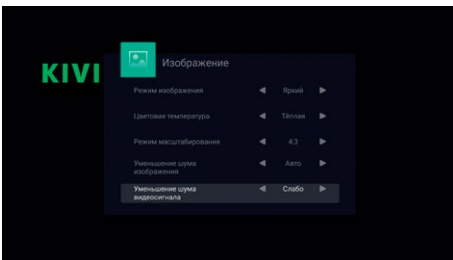 KIVI
Изображение
Режим изображения
Яркий
Цветовая температура
Тёплая
Режим масштабирования
4:3
Уменьшение шума
изображения
Авто
Уменьшение шума
видеосигнала
Слабо